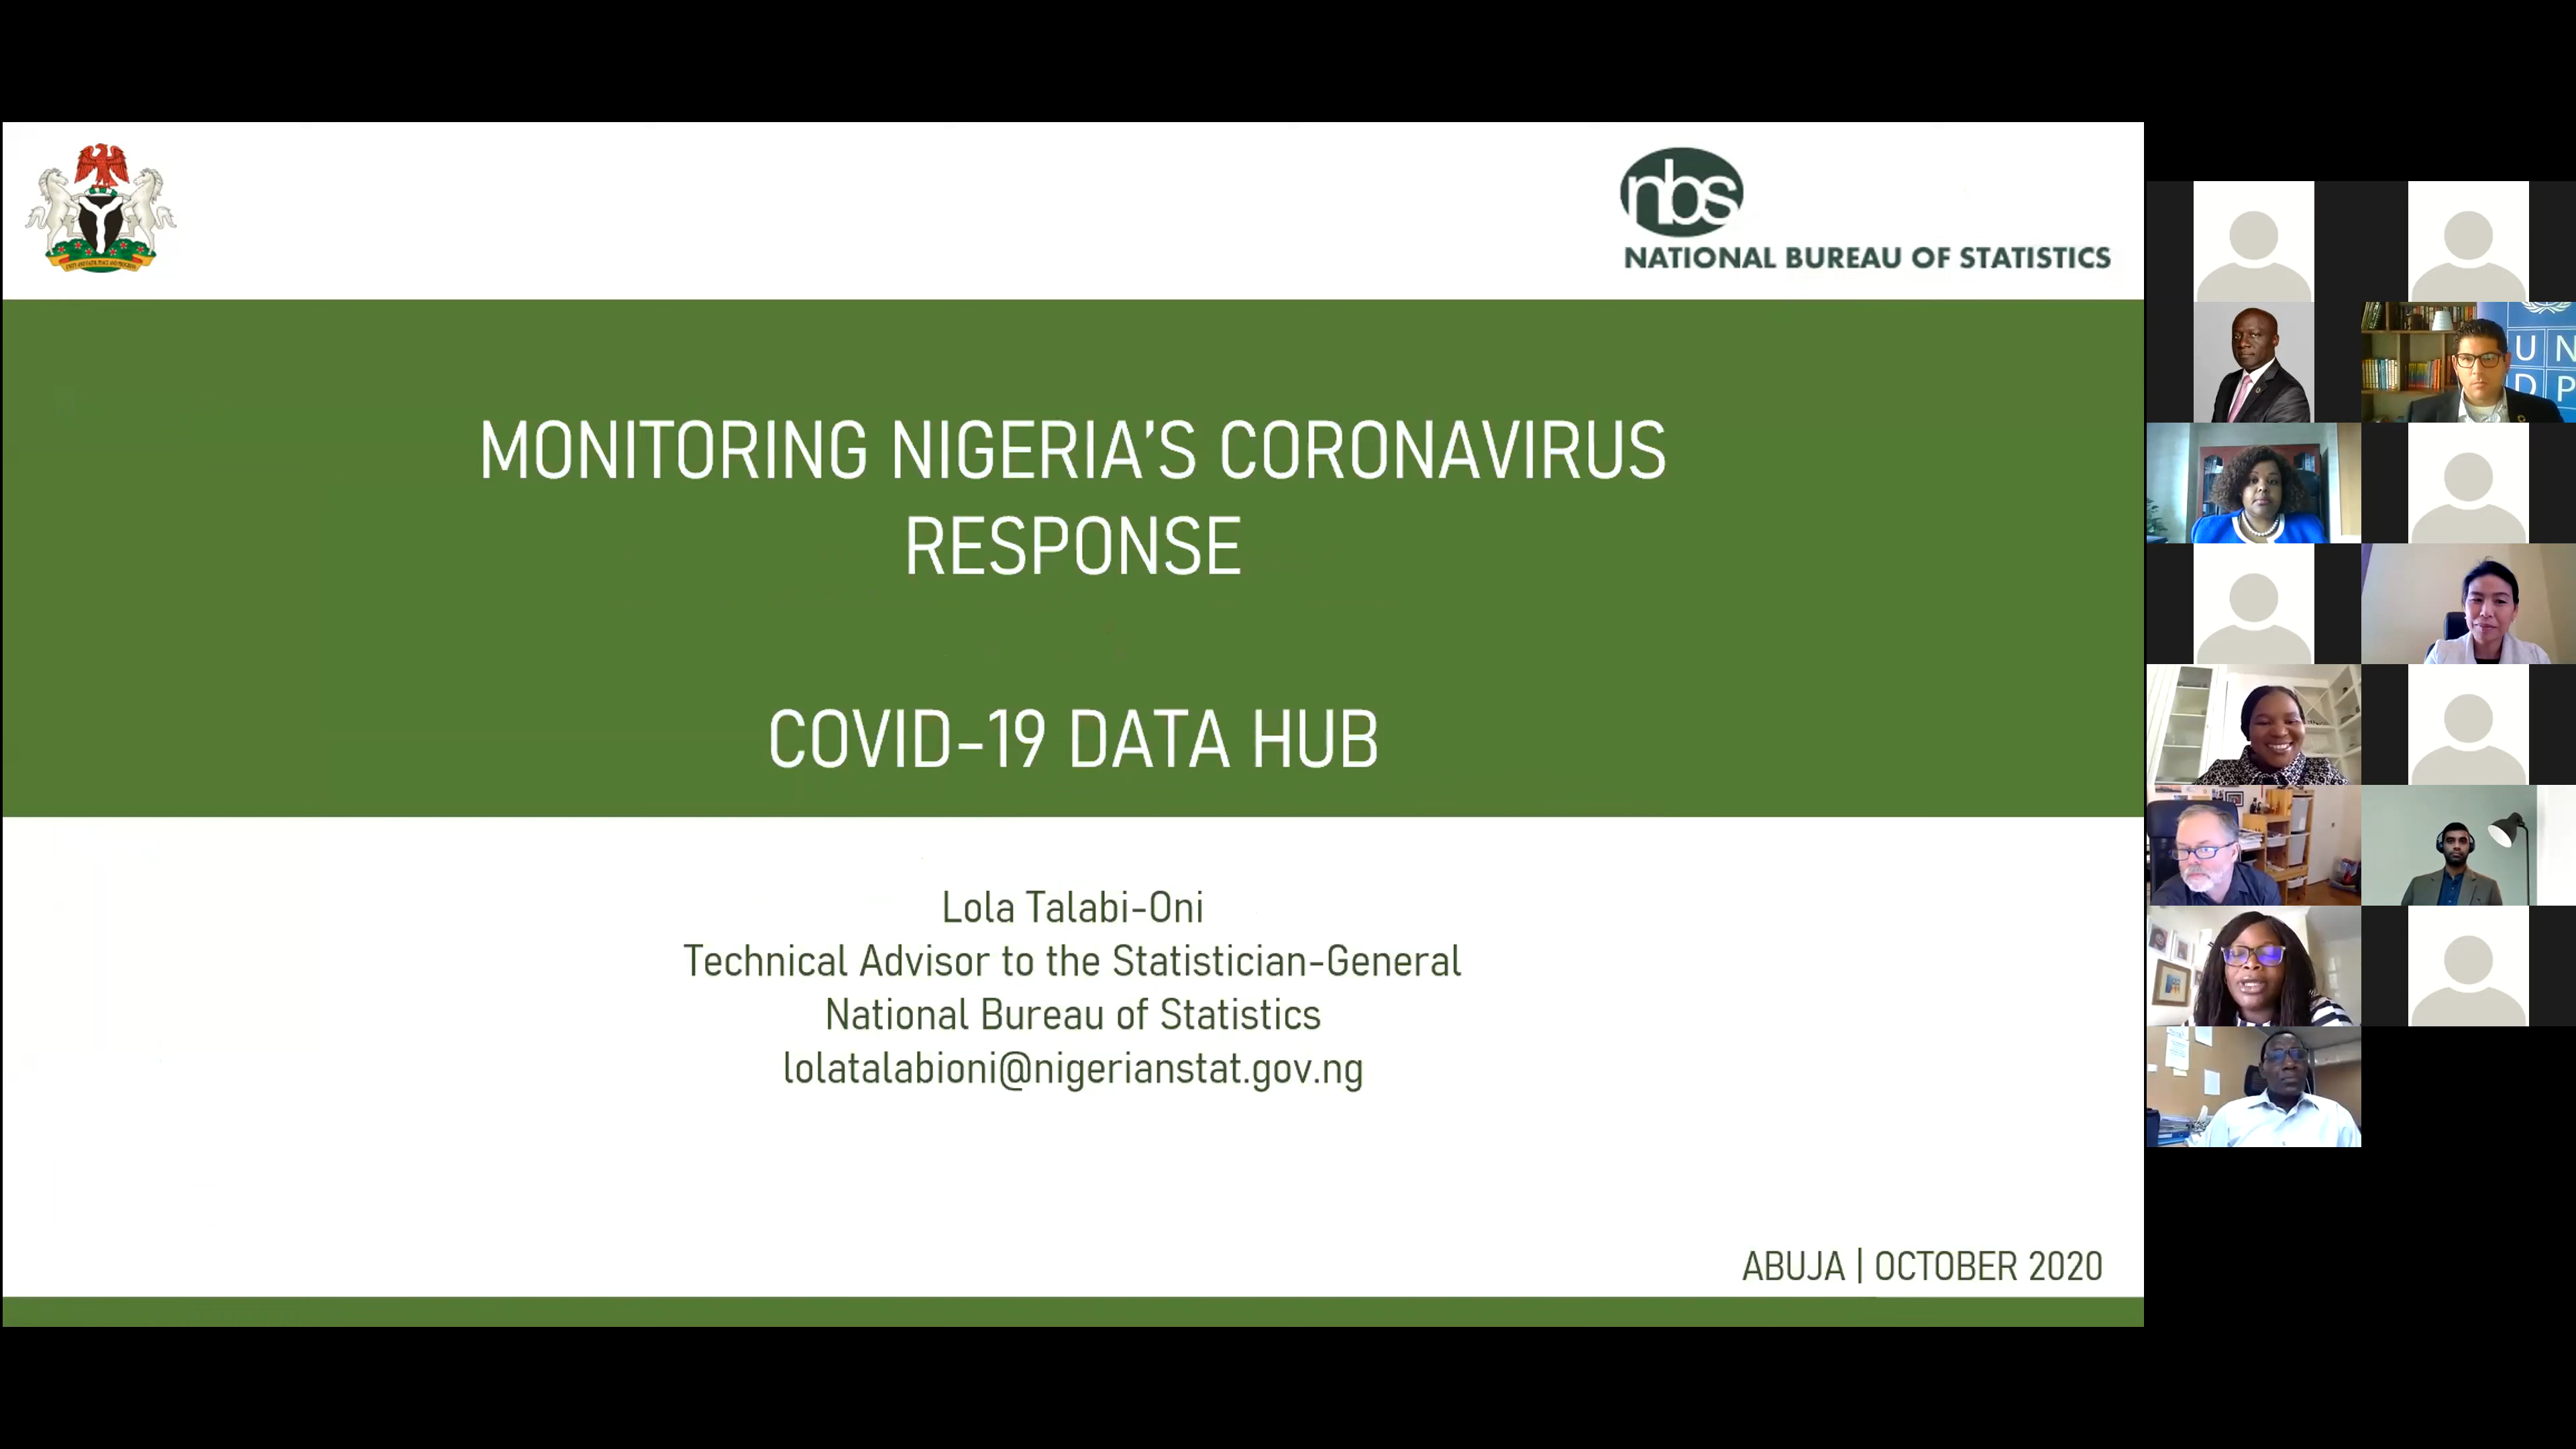 nbs
NATIONAL BUREAU OF STATISTICS
MONITORING NIGERIA'S CORONAVIRUS
RESPONSE
COVID-19 DATA HUB
Lola Talabi-Oni
Technical Advisor to the Statistician-General
National Bureau of Statistics
lolatalabioni@nigerianstat.gov.ng
ABUJA | OCTOBER 2020
U N
D P